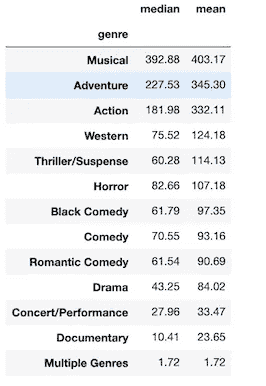 median mean
genre
Musical 392.88 403.17
Adventure 227.53 345.30
Action 181.98 332.11
Western 75.52 124.18
Thriller/Suspense 60.28 114.13
Horror 82.66 107.18
Black Comedy 61.79 97.35
Comedy 70.55 93.16
Romantic Comedy 61.54 90.69
Drama 43.25 84.02
Concert/Performance 27.96 33.47
Documentary 10.41 23.65
Multiple Genres 1.72 1.72